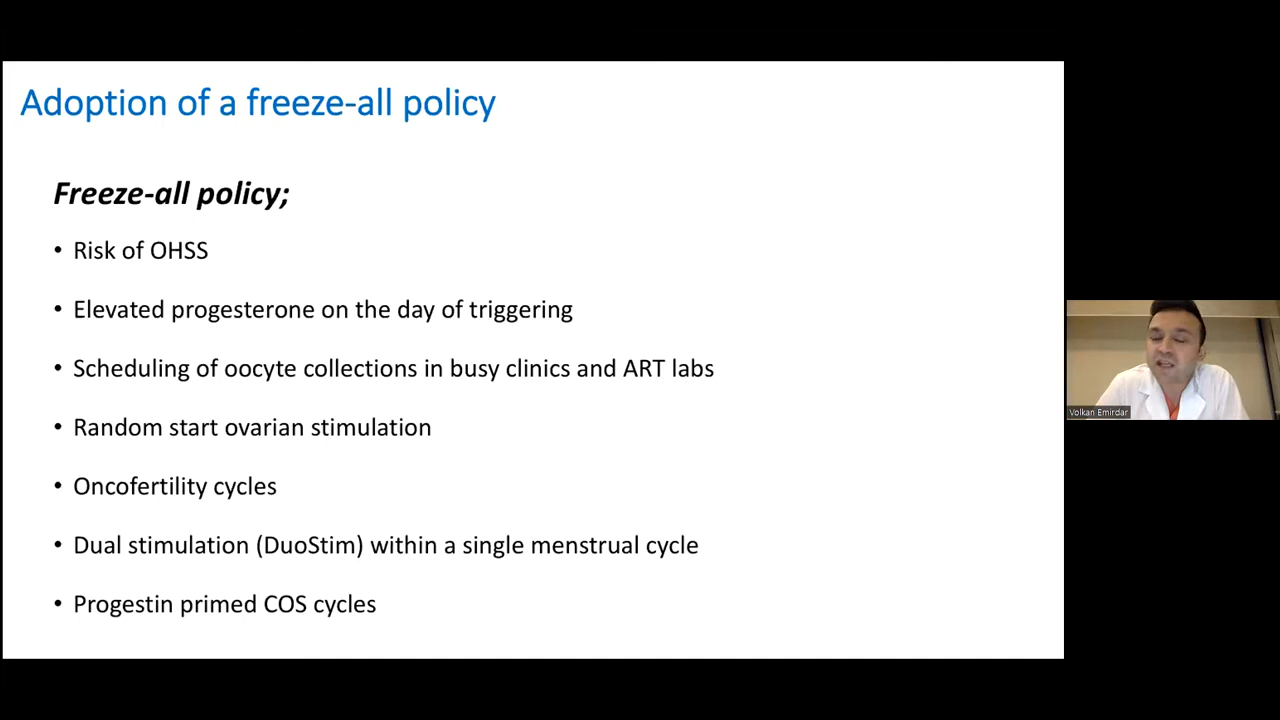 Adoption of a freeze-all policy
Freeze-all policy;
• Risk of OHSS
• Elevated progesterone on the day of triggering
• Scheduling of oocyte collections in busy clinics and ART labs
• Random start ovarian stimulation
• Oncofertility cycles
• Dual stimulation (DuoStim) within a single menstrual cycle
• Progestin primed COS cycles
Volkan Emirdar